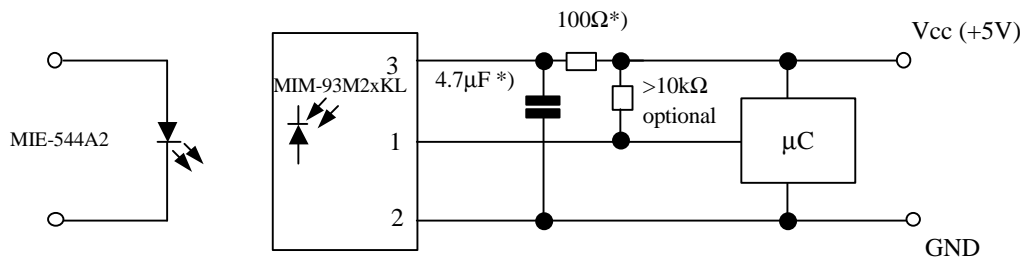 100Ω*)
Vcc (+5V)
3
4.7µF *)
MIM-93M2xKL
>10kΩ
optional
MIE-544A2
1
µC
2
GND